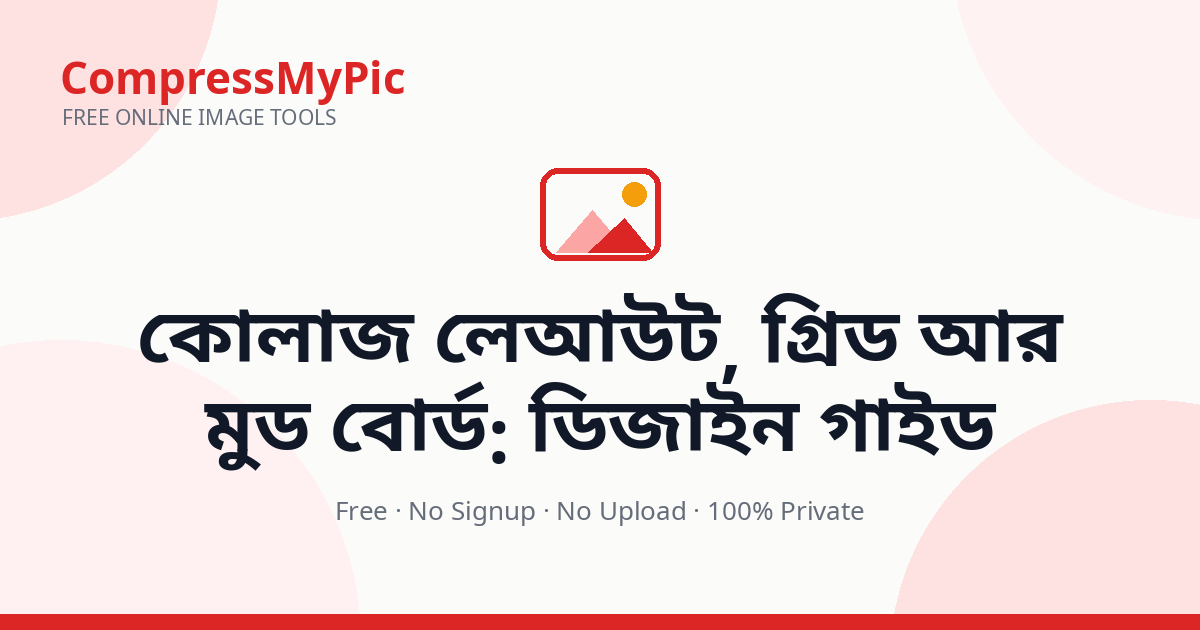 CompressMyPic
FREE ONLINE IMAGE TOOLS
কোলাজ লেআউট, গ্রিড আর
মুড বোর্ড: ডিজাইন গাইড
Free · No Signup · No Upload · 100% Private